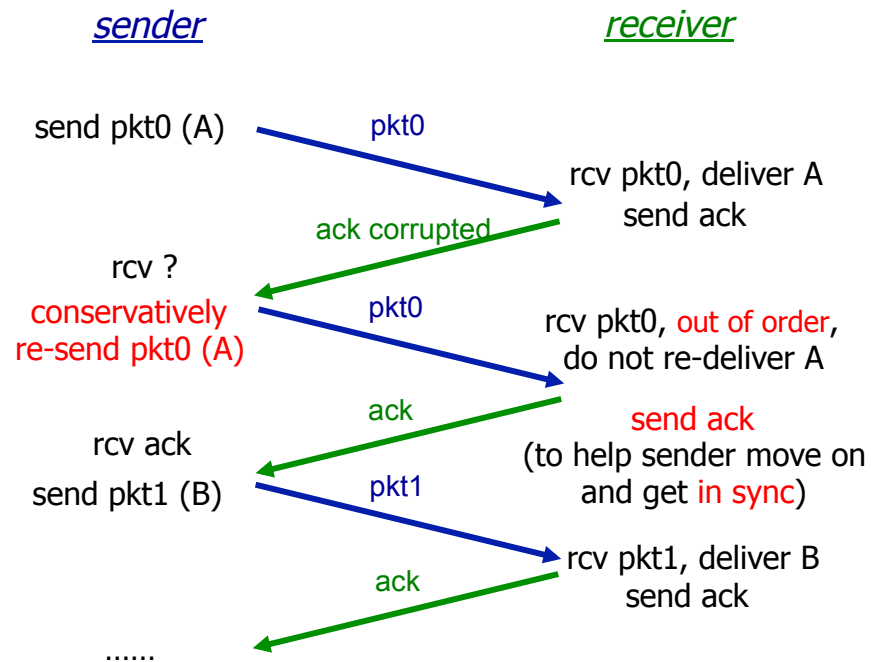 sender
receiver
send pkt0 (A)
pkt0
rcv pkt0, deliver A
send ack
ack corrupted
rcv ?
conservatively
re-send pkt0 (A)
pkt0
rcv pkt0, out of order,
do not re-deliver A
ack
send ack
(to help sender move on
and get in sync)
rcv ack
send pkt1 (B)
pkt1
rcv pkt1, deliver B
send ack
ack
......